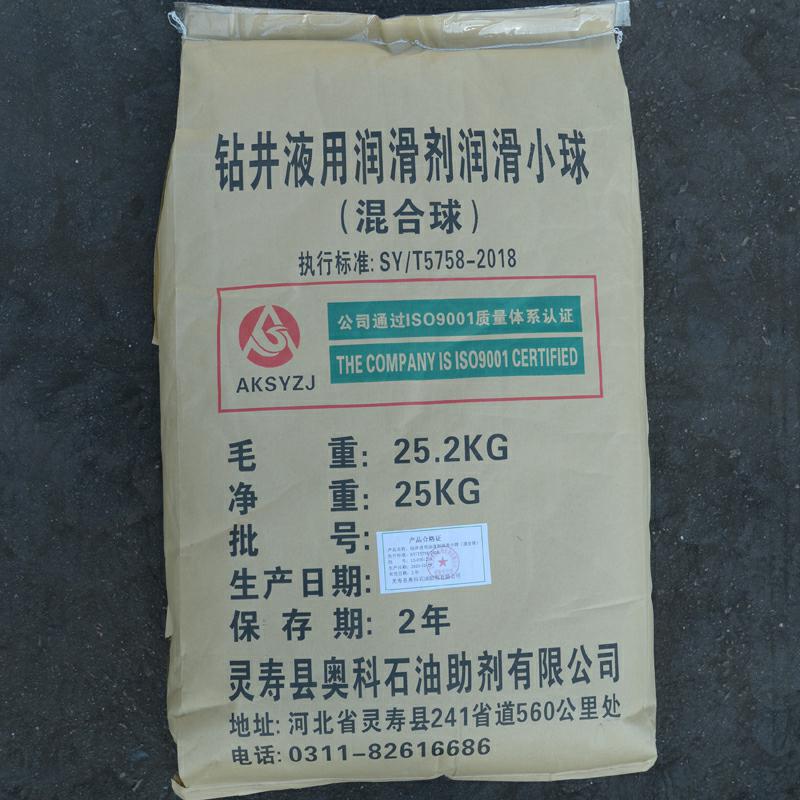 钻井液用润滑剂润滑小球
(混合球)
执行标准: SY/T5758-2018
公司通过ISO9001质量体系认证
THE COMPANY IS ISO9001 CERTIFIED
AKSYZJ
毛 重: 25.2KG
净 重: 25KG
批 号:
产品合格证
生产日期:
保存期: 2年
灵寿县奥科石油助剂有限公司
地址: 河北省灵寿县241省道560公里处
电话: 0311-82616686